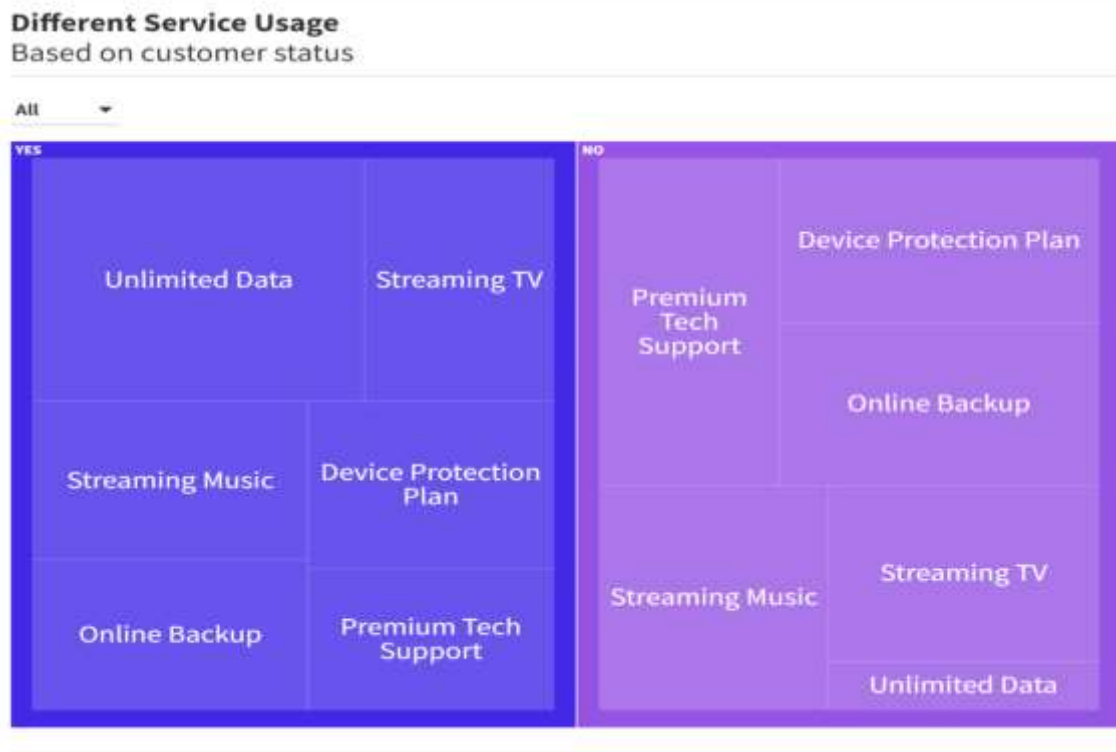 Different Service Usage
Based on customer status
All
YES
Unlimited Data
Streaming TV
Streaming Music
Device Protection
Plan
Online Backup
Premium Tech
Support
NO
Premium
Tech
Support
Device Protection Plan
Online Backup
Streaming Music
Streaming TV
Unlimited Data